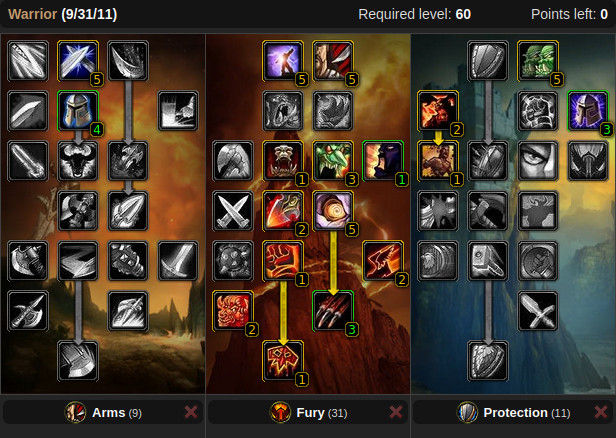 Warrior (9/31/11) Required level: 60 Points left: 0
5 5 5 5
4 2 3
1 3 1 1
2 5
1 2
2 3
1
Arms (9) Fury (31) Protection (11)